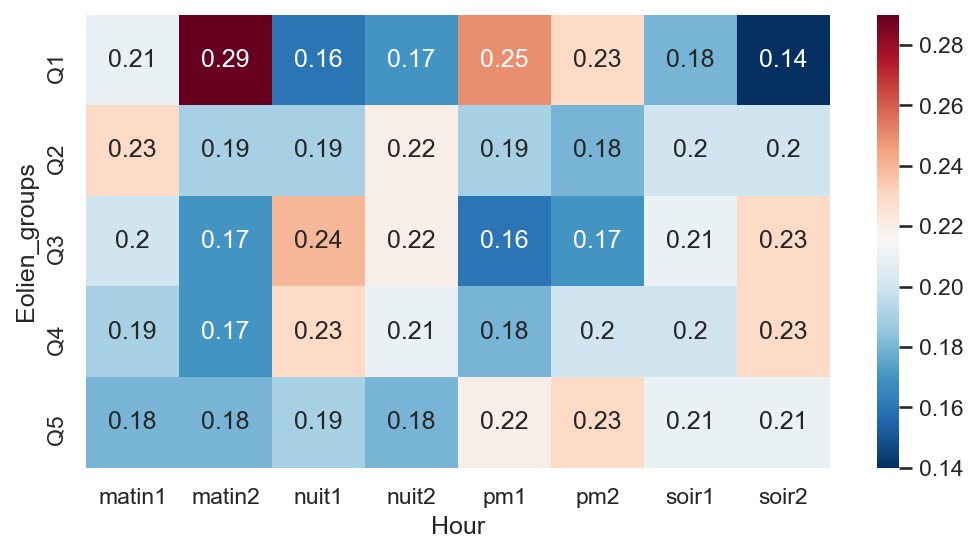 Eolien_groups
Q1 0.21 0.29 0.16 0.17 0.25 0.23 0.18 0.14
Q2 0.23 0.19 0.19 0.22 0.19 0.18 0.2 0.2
Q3 0.2 0.17 0.24 0.22 0.16 0.17 0.21 0.23
Q4 0.19 0.17 0.23 0.21 0.18 0.2 0.2 0.23
Q5 0.18 0.18 0.19 0.18 0.22 0.23 0.21 0.21
matin1 matin2 nuit1 nuit2 pm1 pm2 soir1 soir2
Hour
0.28
0.26
0.24
0.22
0.20
0.18
0.16
0.14